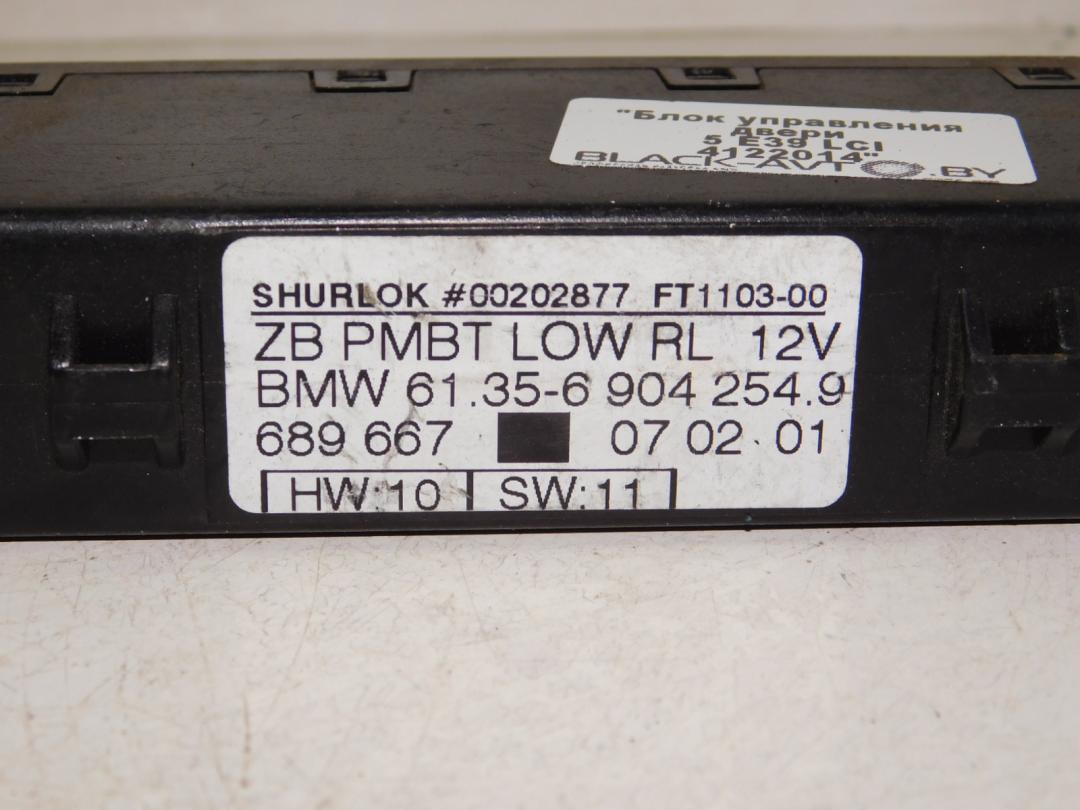 "Блок управления
двери
5 E39 LCI
4122014"
BLACK-AVTO.BY
SHURLOK #00202877 FT1103-00
ZB PMBT LOW RL 12V
BMW 61.35-6 904 254.9
689 667 07 02 01
HW:10 SW:11